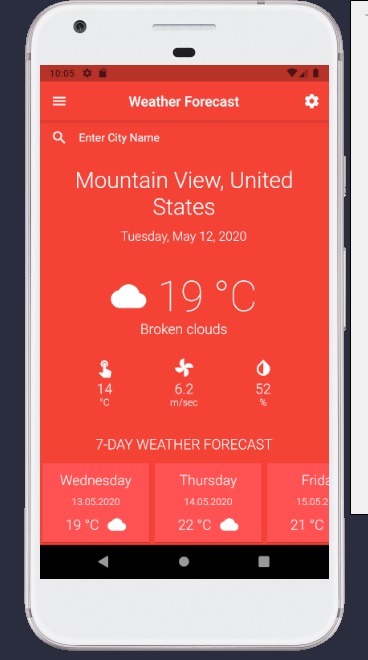 10:05
Weather Forecast
Enter City Name
Mountain View, United
States
Tuesday, May 12, 2020
19 °C
Broken clouds
14 6.2 52
°C m/sec %
7-DAY WEATHER FORECAST
Wednesday Thursday Frida
13.05.2020 14.05.2020 15.05.2
19 °C 22 °C 21 °C